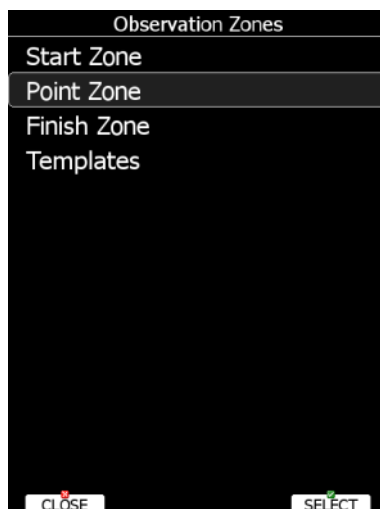 Observation Zones
Start Zone
Point Zone
Finish Zone
Templates
CLOSE
SELECT